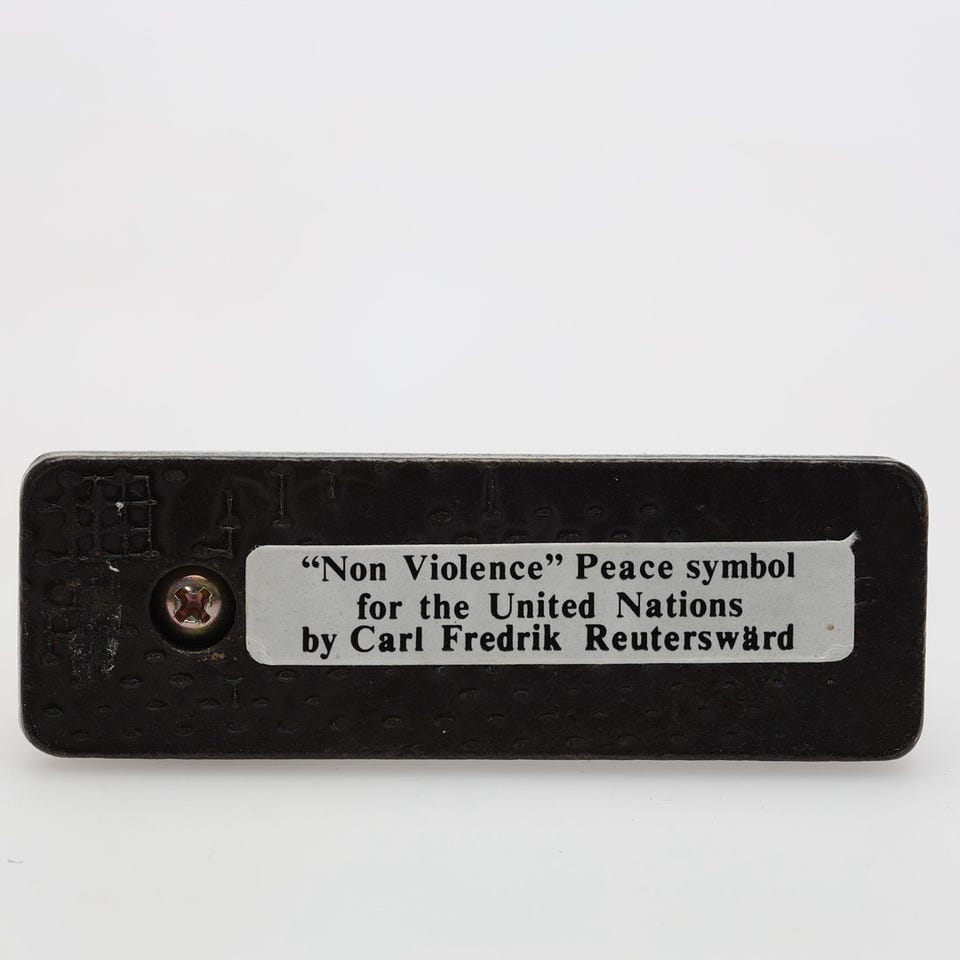 “Non Violence” Peace symbol
for the United Nations
by Carl Fredrik Reuterswärd